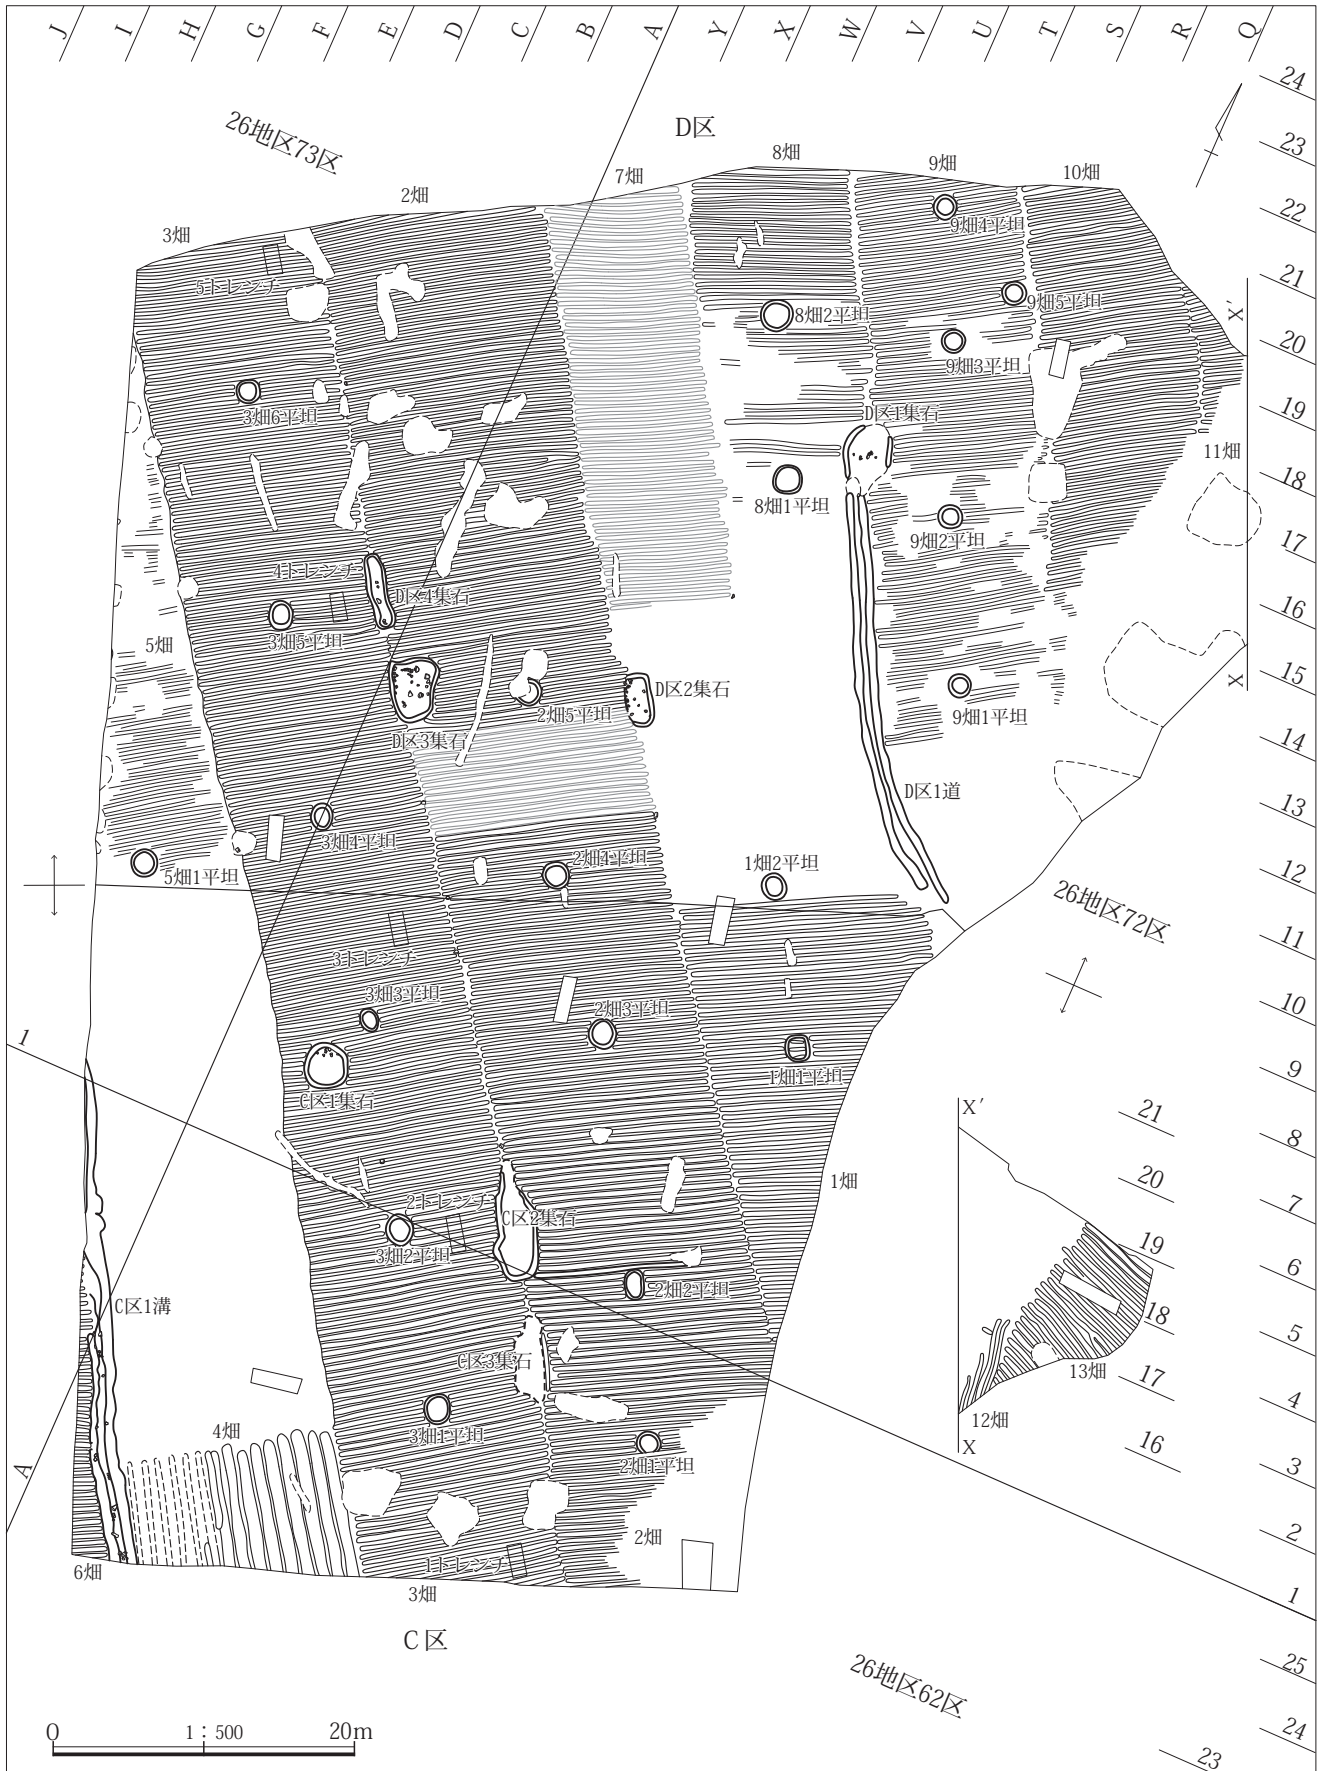 J I H G F E D C B A Y X W V U T S R Q
24
23
22
21
20
19
18
17
16
15
14
13
12
11
10
9
8
7
6
5
4
3
2
1
25
24
23
26地区73区
D区
8畑
9畑
10畑
7畑
2畑
3畑
9畑4平坦
5トレンチ
9畑5平坦
8畑2平坦
X′
9畑3平坦
3畑6平坦
D区1集石
11畑
8畑1平坦
9畑2平坦
4トレンチ
D区4集石
3畑5平坦
5畑
D区2集石
X
2畑5平坦
9畑1平坦
D区3集石
D区1道
3畑4平坦
2畑4平坦
1畑2平坦
5畑1平坦
26地区72区
3トレンチ
3畑3平坦
2畑3平坦
1
1畑1平坦
C区1集石
X′
21
20
19
18
17
16
1畑
2トレンチ
C区2集石
3畑2平坦
2畑2平坦
C区1溝
C区3集石
13畑
12畑
X
4畑
3畑1平坦
2畑1平坦
A
2畑
1トレンチ
6畑
3畑
C区
26地区62区
0 1：500 20m